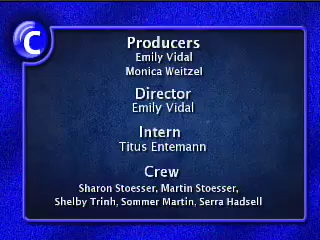 C
Producers
Emily Vidal
Monica Weitzel
Director
Emily Vidal
Intern
Titus Entemann
Crew
Sharon Stoesser, Martin Stoesser,
Shelby Trinh, Sommer Martin, Serra Hadsell